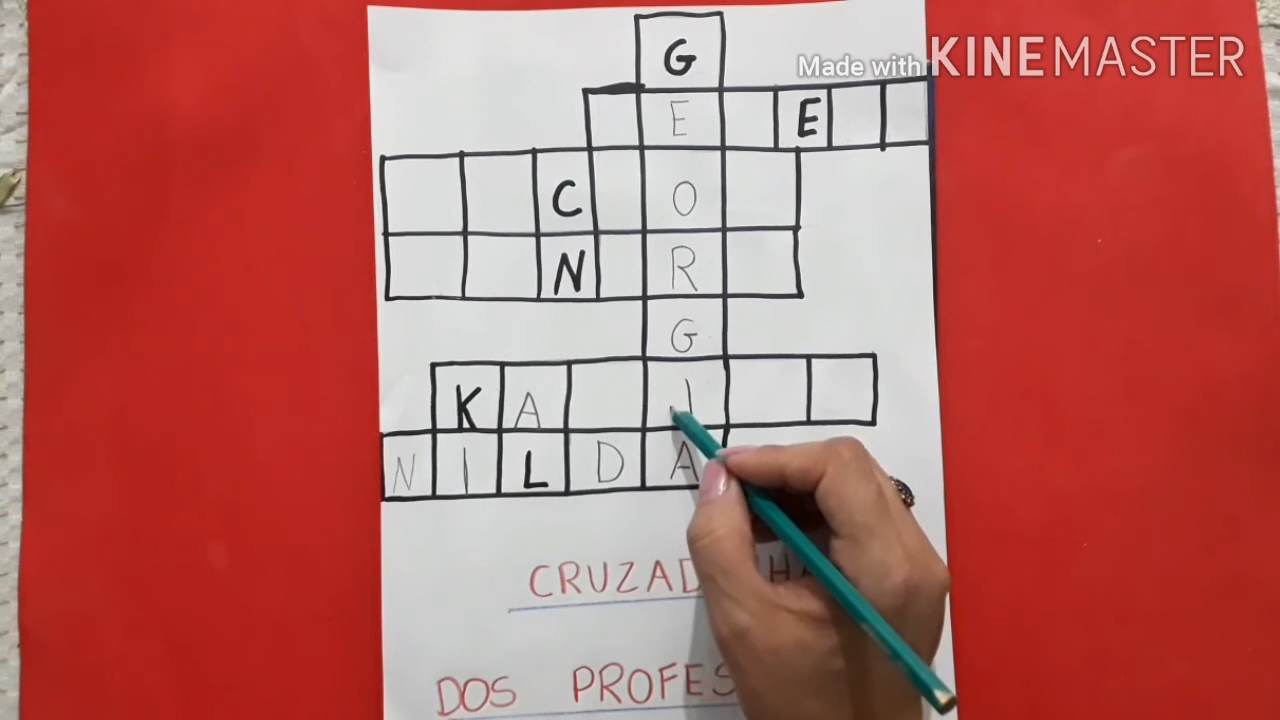 Made with KINEMASTER
G
E E
C O
N R
G
K A I
N I L D A
CRUZAD
DOS PROFES